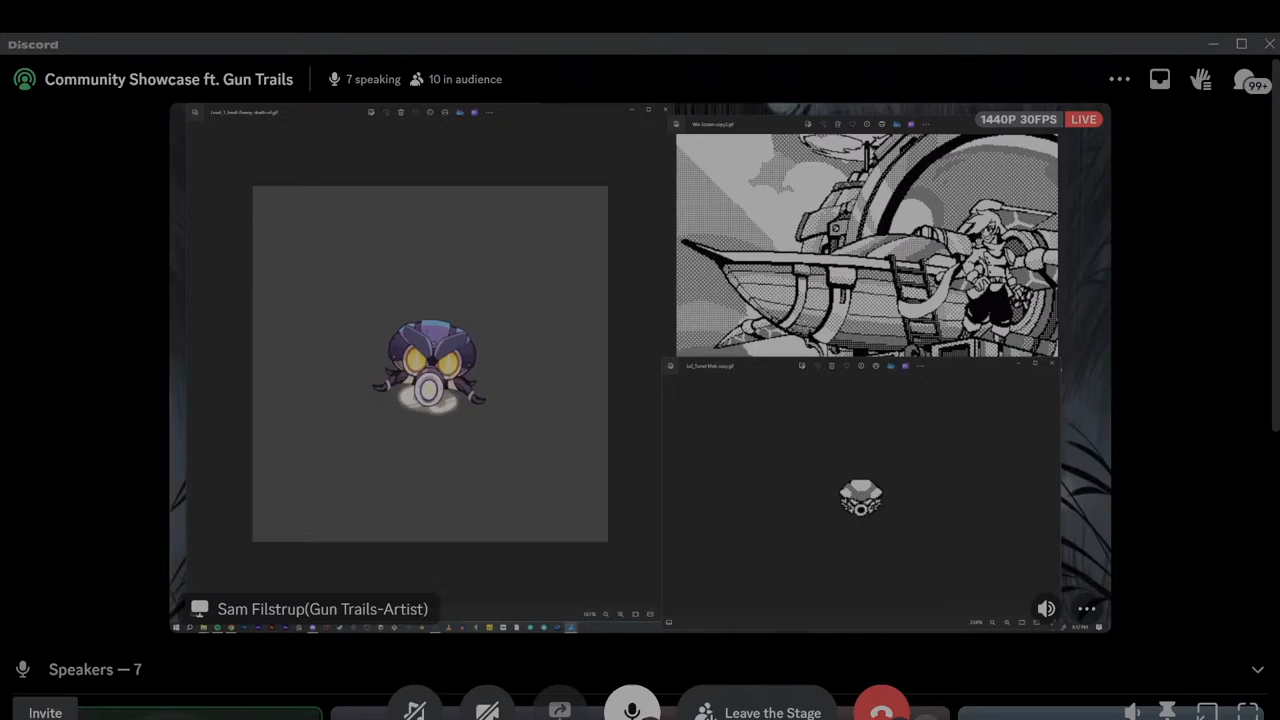 Discord
Community Showcase ft. Gun Trails
7 speaking
10 in audience
99+
1440P 30FPS
LIVE
Sam Filstrup(Gun Trails-Artist)
Speakers — 7
Invite
Leave the Stage